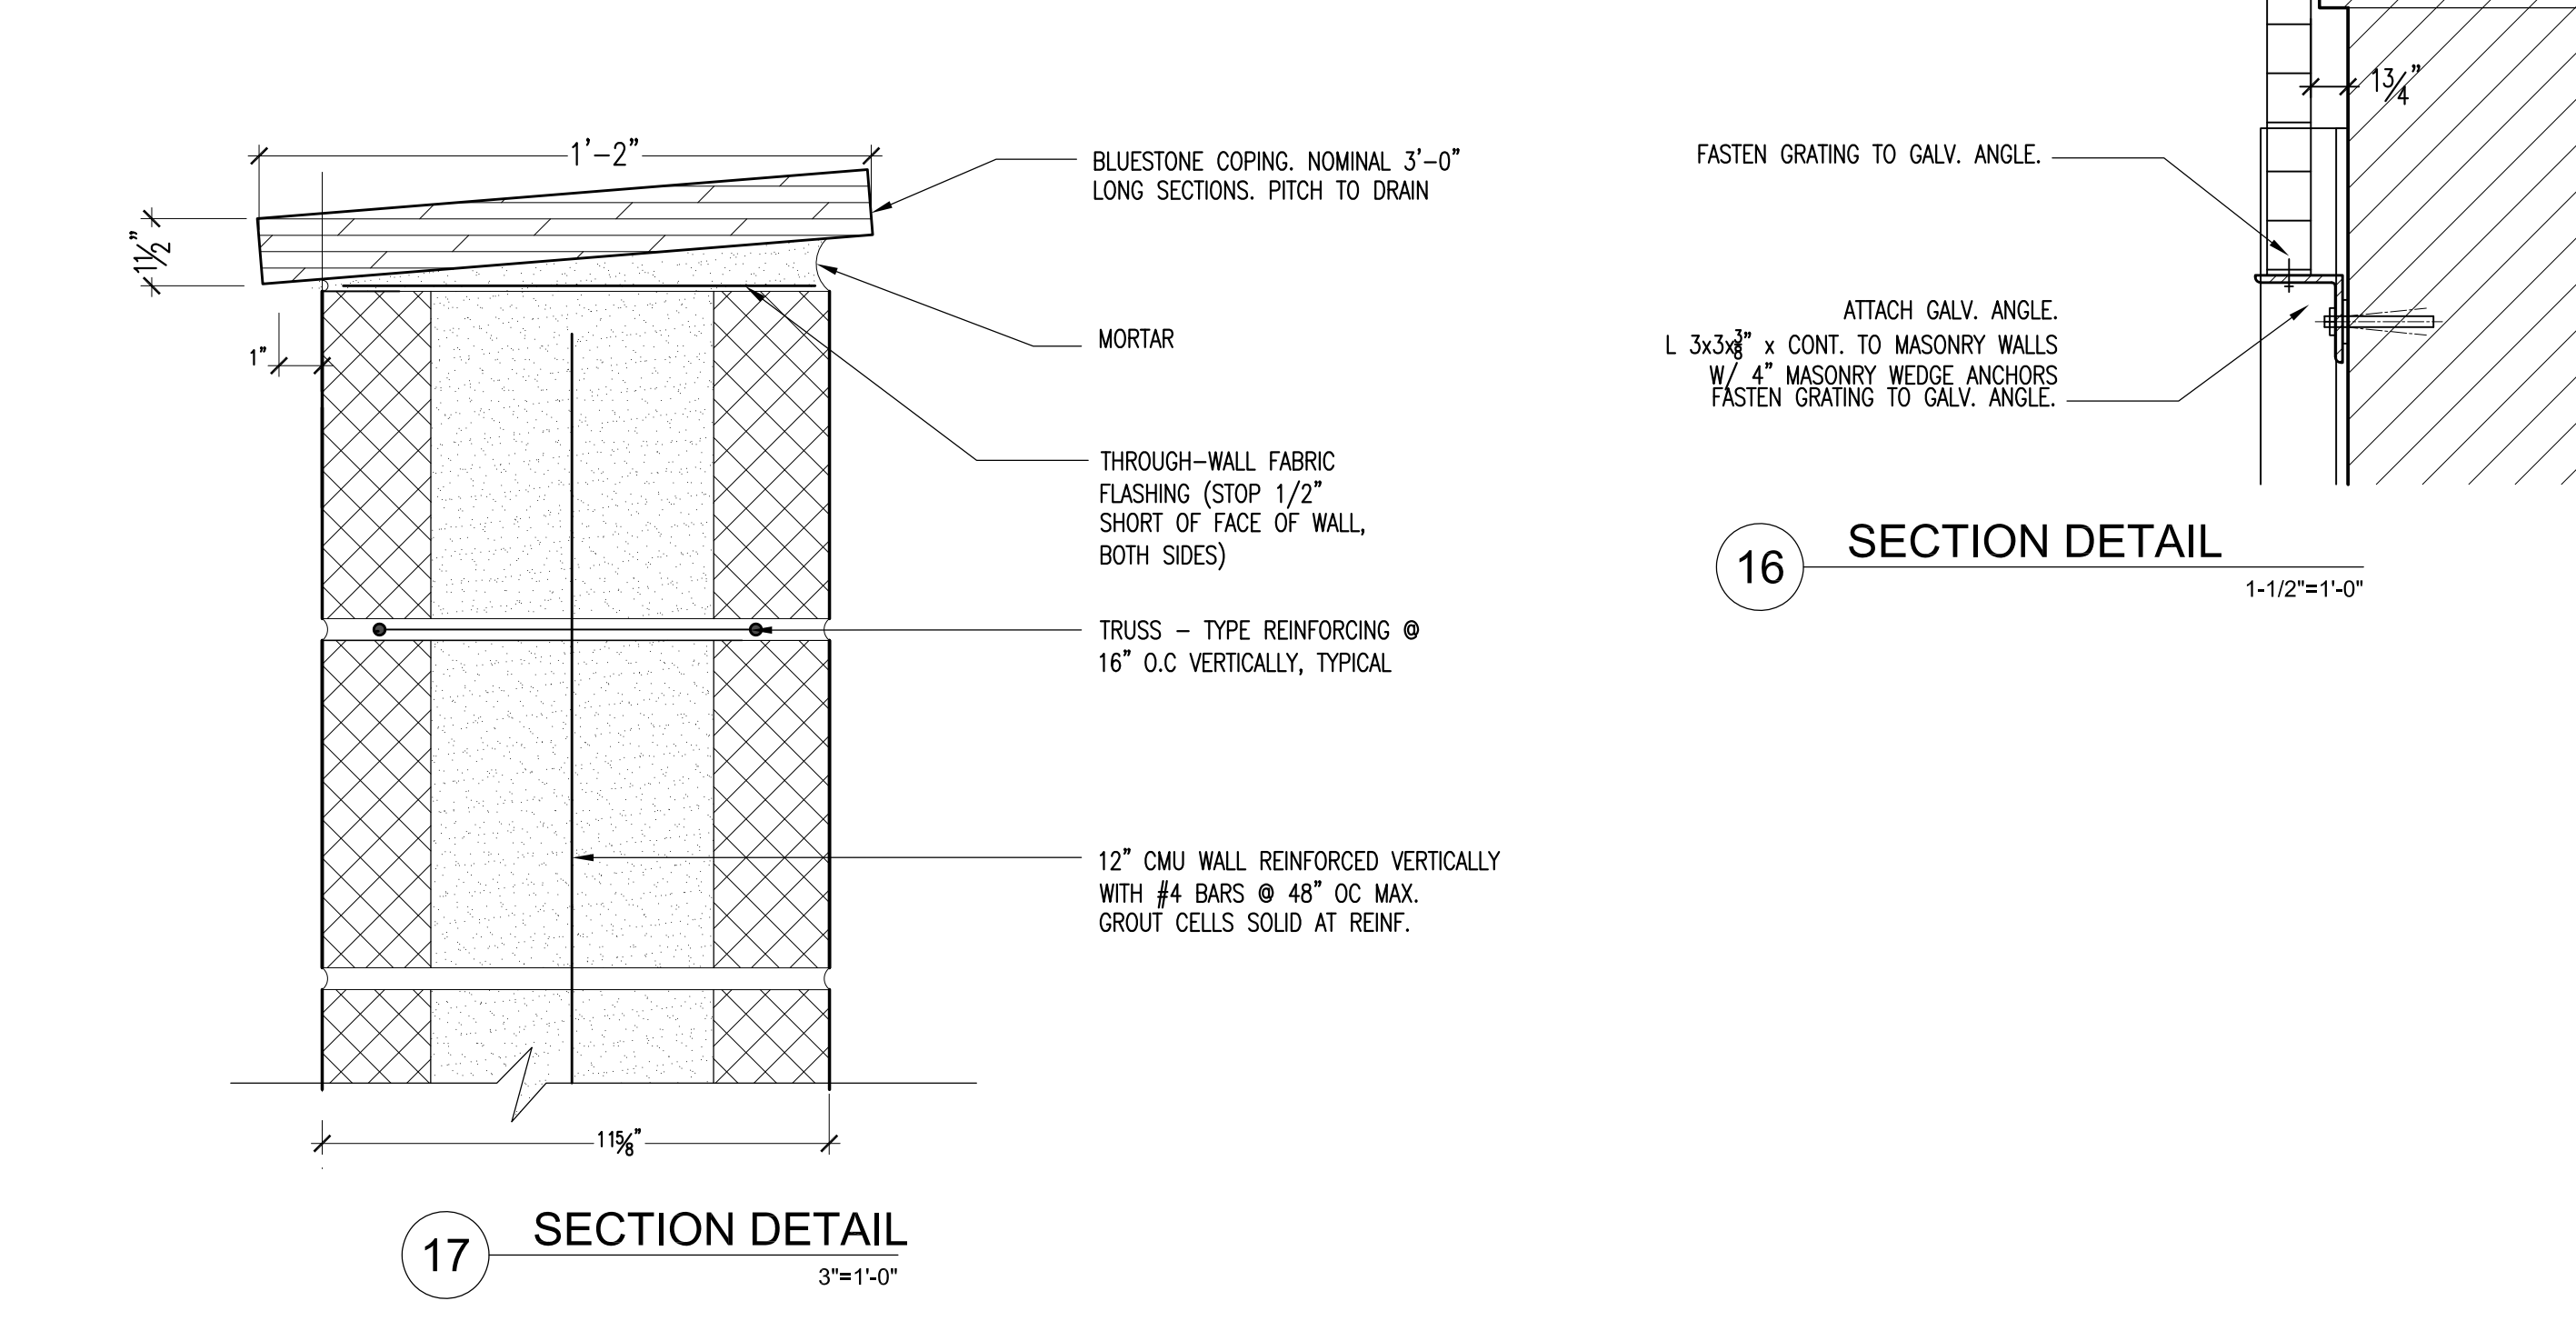 1'-2"
1½"
1"
BLUESTONE COPING. NOMINAL 3'-0"
LONG SECTIONS. PITCH TO DRAIN
MORTAR
THROUGH-WALL FABRIC
FLASHING (STOP 1/2"
SHORT OF FACE OF WALL,
BOTH SIDES)
TRUSS - TYPE REINFORCING @
16" O.C VERTICALLY, TYPICAL
12" CMU WALL REINFORCED VERTICALLY
WITH #4 BARS @ 48" OC MAX.
GROUT CELLS SOLID AT REINF.
11⅝"
17
SECTION DETAIL
3"=1'-0"
1¾"
FASTEN GRATING TO GALV. ANGLE.
ATTACH GALV. ANGLE.
L 3x3x⅜" x CONT. TO MASONRY WALLS
W/ 4" MASONRY WEDGE ANCHORS
FASTEN GRATING TO GALV. ANGLE.
16
SECTION DETAIL
1-1/2"=1'-0"